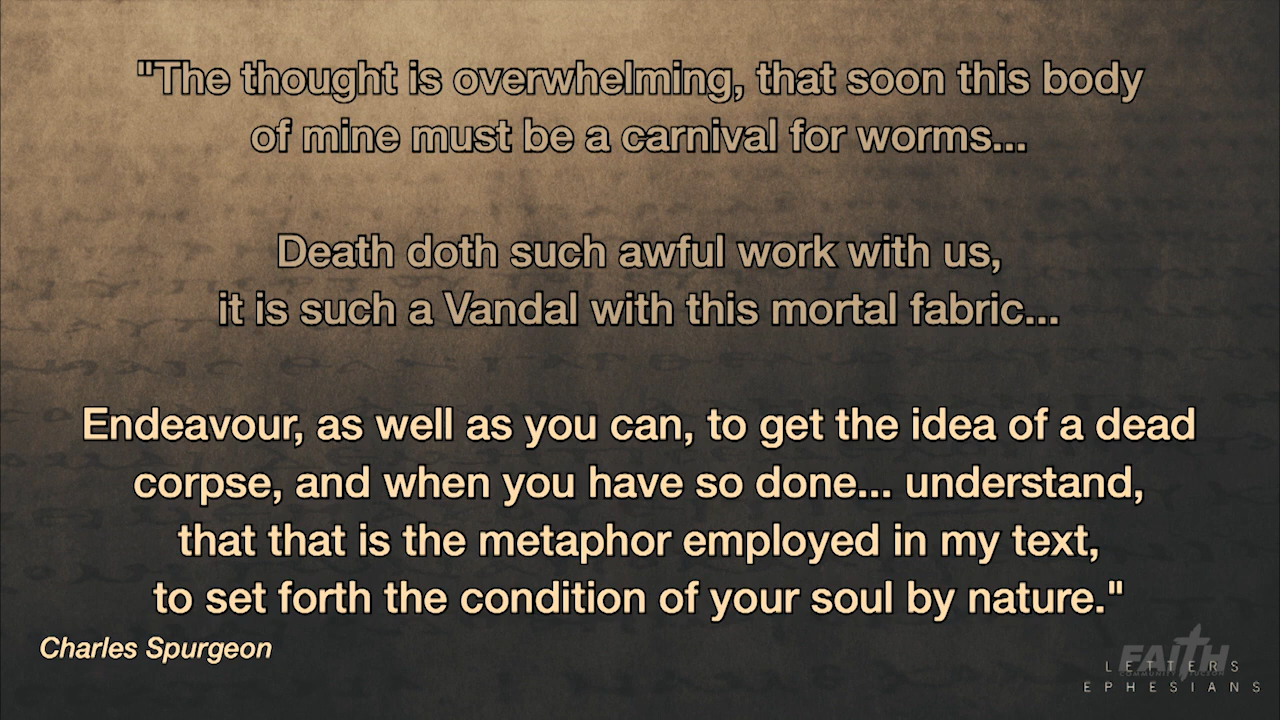 "The thought is overwhelming, that soon this body
of mine must be a carnival for worms...
Death doth such awful work with us,
it is such a Vandal with this mortal fabric...
Endeavour, as well as you can, to get the idea of a dead
corpse, and when you have so done... understand,
that that is the metaphor employed in my text,
to set forth the condition of your soul by nature."
Charles Spurgeon
FAITH
LETTERS
COMMUNITY TUCSON
EPHESIANS